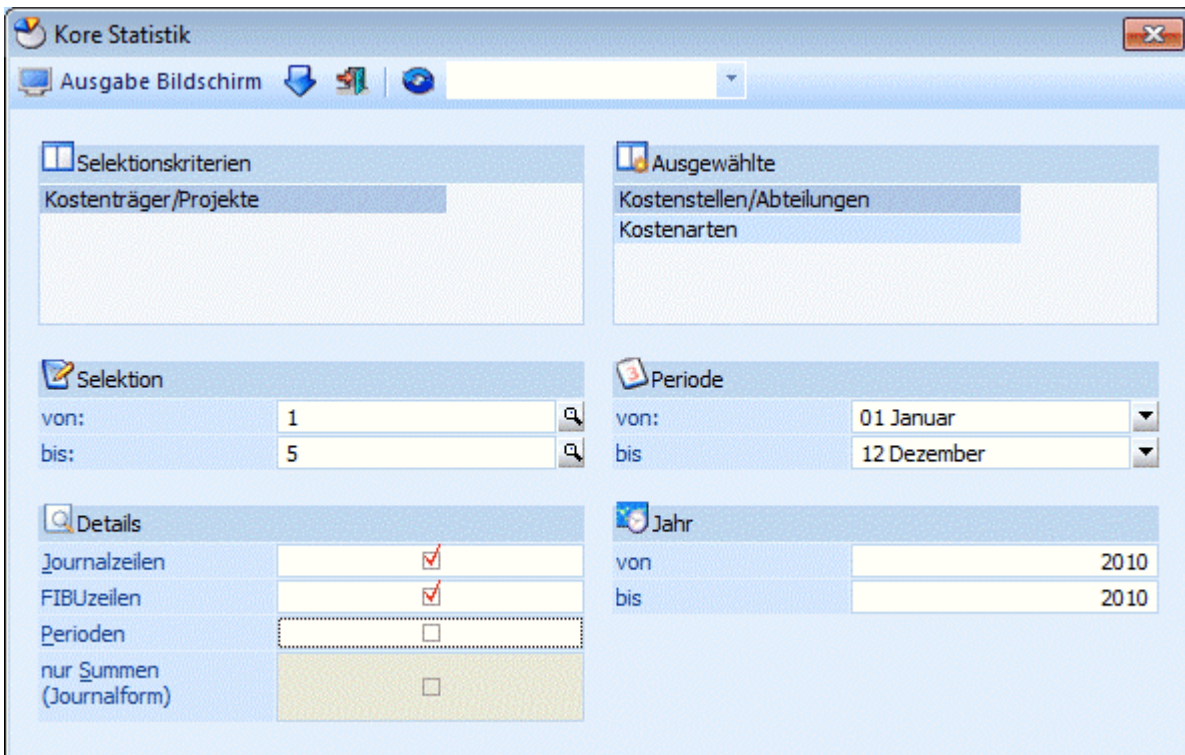 Kore Statistik
Ausgabe Bildschirm
Selektionskriterien
Kostenträger/Projekte
Ausgewählte
Kostenstellen/Abteilungen
Kostenarten
Selektion
von: 1
bis: 5
Periode
von: 01 Januar
bis 12 Dezember
Details
Journalzeilen
FIBUzeilen
Perioden
nur Summen
(Journalform)
Jahr
von 2010
bis 2010